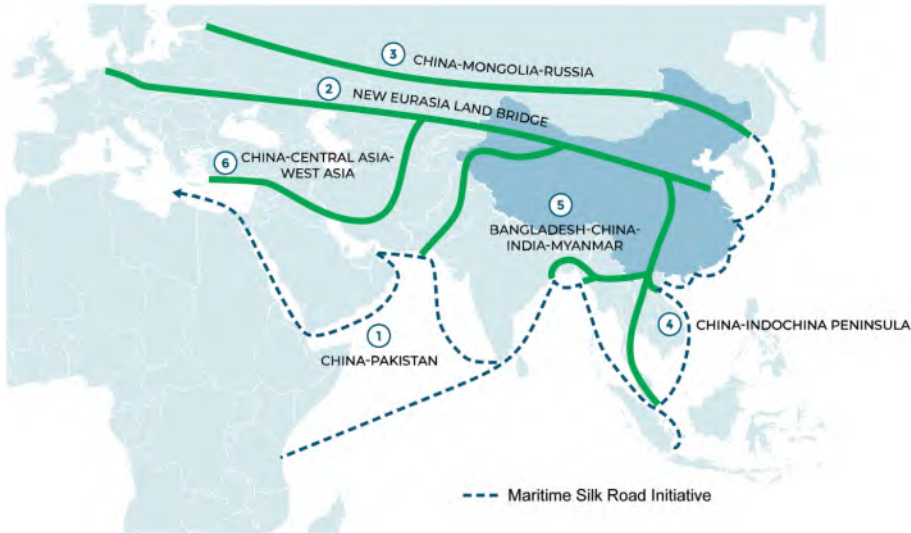 3 CHINA-MONGOLIA-RUSSIA
2 NEW EURASIA LAND BRIDGE
6 CHINA-CENTRAL ASIA-
WEST ASIA
5
BANGLADESH-CHINA-
INDIA-MYANMAR
4 CHINA-INDOCHINA PENINSULA
1
CHINA-PAKISTAN
Maritime Silk Road Initiative